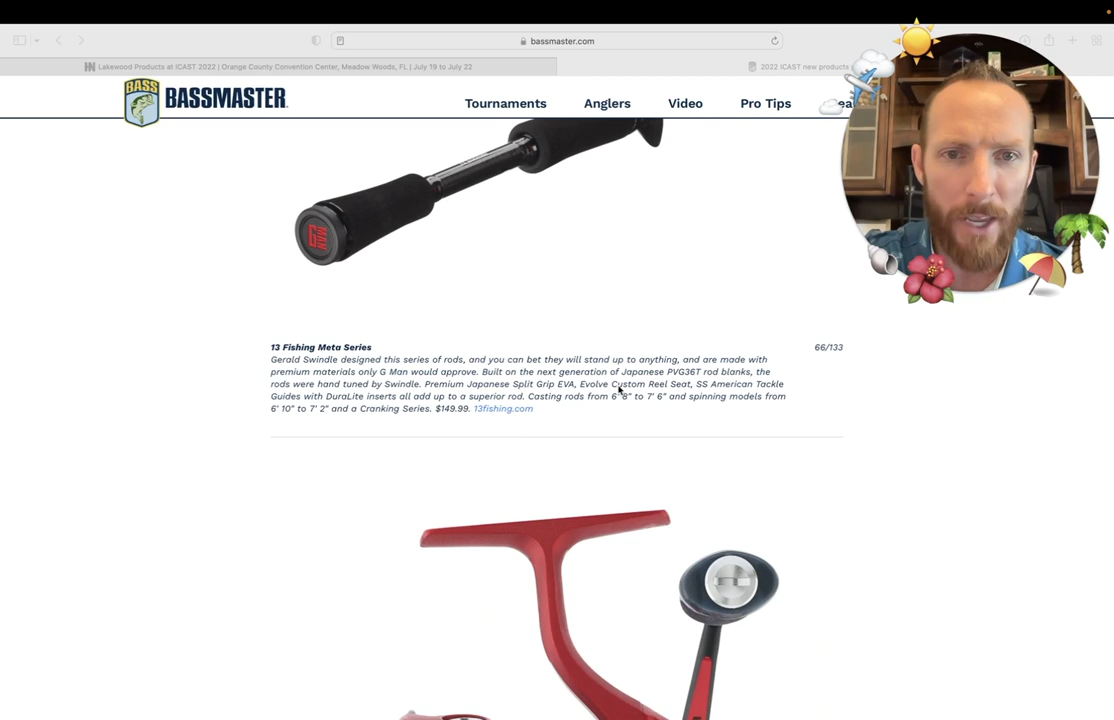 bassmaster.com
Lakewood Products at ICAST 2022 | Orange County Convention Center, Meadow Woods, FL | July 19 to July 22
2022 ICAST new products
BASS
BASSMASTER
Tournaments
Anglers
Video
Pro Tips
G
MAN
13 Fishing Meta Series
66/133
Gerald Swindle designed this series of rods, and you can bet they will stand up to anything, and are made with
premium materials only G Man would approve. Built on the next generation of Japanese PVG36T rod blanks, the
rods were hand tuned by Swindle. Premium Japanese Split Grip EVA, Evolve Custom Reel Seat, SS American Tackle
Guides with DuraLite inserts all add up to a superior rod. Casting rods from 6' 8" to 7' 6" and spinning models from
6' 10" to 7' 2" and a Cranking Series. $149.99. 13fishing.com